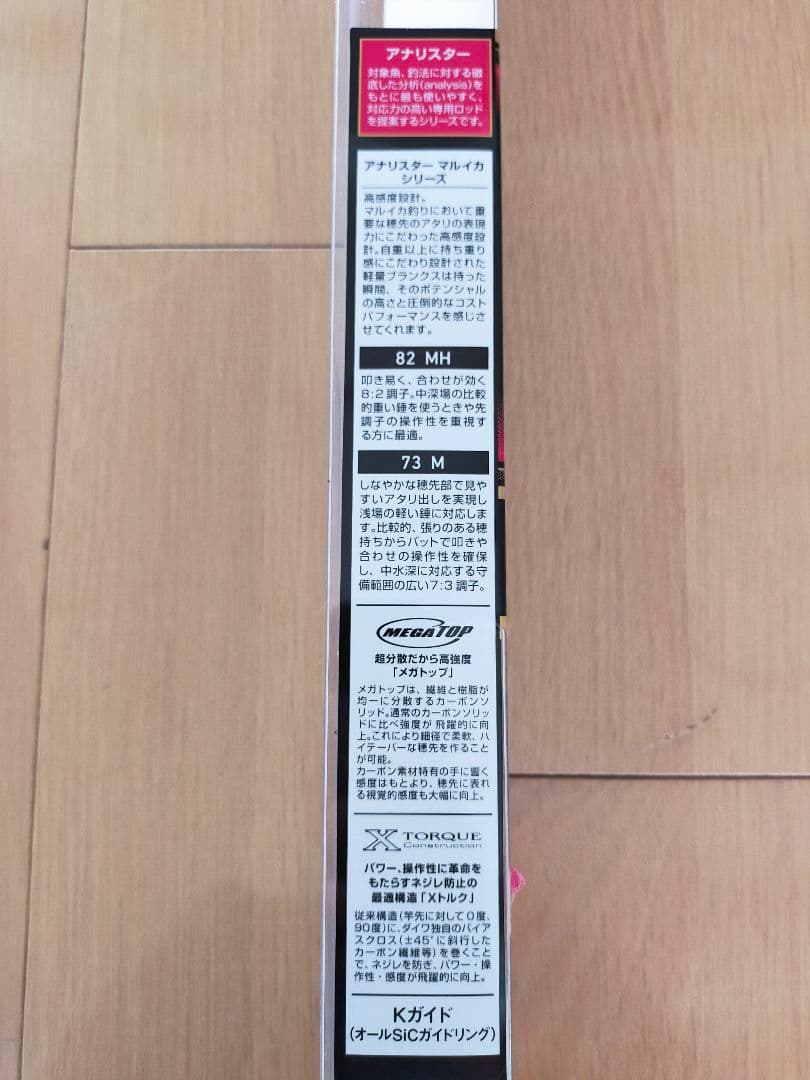 アナリスター
対象魚、釣法に対する徹
底した分析(analysis)を
もとに最も使いやすく、
対応力の高い専用ロッド
を提案するシリーズです。
アナリスター マルイカ
シリーズ
高感度設計。
マルイカ釣りにおいて重
要な穂先のアタリの表現
力にこだわった高感度設
計。自重以上に持ち重り
感にこだわり設計された
軽量ブランクスは持った
瞬間、そのポテンシャル
の高さと圧倒的なコスト
パフォーマンスを感じさ
せてくれます。
82 MH
叩き易く、合わせが効く
8:2調子。中深場の比較
的重い錘を使うときや先
調子の操作性を重視す
る方に最適。
73 M
しなやかな穂先部で見や
すいアタリ出しを実現し
浅場の軽い錘に対応しま
す。比較的、張りのある穂
持ちからバットで叩きや
合わせの操作性を確保
し、中水深に対応する守
備範囲の広い7:3調子。
MEGATOP
超分散だから高強度
「メガトップ」
メガトップは、繊維と樹脂が
均一に分散するカーボンソ
リッド。通常のカーボンソリッ
ドに比べ強度が飛躍的に向
上。これにより細径で柔軟、ハ
イテーパーな穂先を作ること
が可能。
カーボン素材特有の手に響く
感度はもとより、穂先に表れ
る視覚的感度も大幅に向上。
X TORQUE
Construction
パワー、操作性に革命を
もたらすネジレ防止の
最適構造「Xトルク」
従来構造(竿先に対して0度、
90度)に、ダイワ独自のバイア
スクロス(±45°に斜行した
カーボン繊維等)を巻くこと
で、ネジレを防ぎ、パワー・操
作性・感度が飛躍的に向上。
Kガイド
(オールSiCガイドリング)